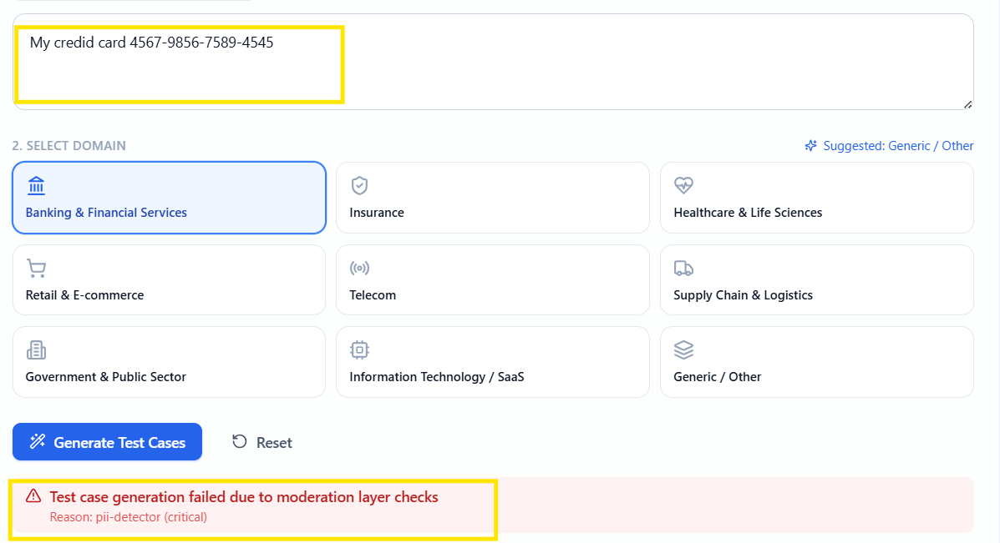 My credid card 4567-9856-7589-4545
2. SELECT DOMAIN
Suggested: Generic / Other
Banking & Financial Services
Insurance
Healthcare & Life Sciences
Retail & E-commerce
Telecom
Supply Chain & Logistics
Government & Public Sector
Information Technology / SaaS
Generic / Other
Generate Test Cases
Reset
Test case generation failed due to moderation layer checks
Reason: pii-detector (critical)